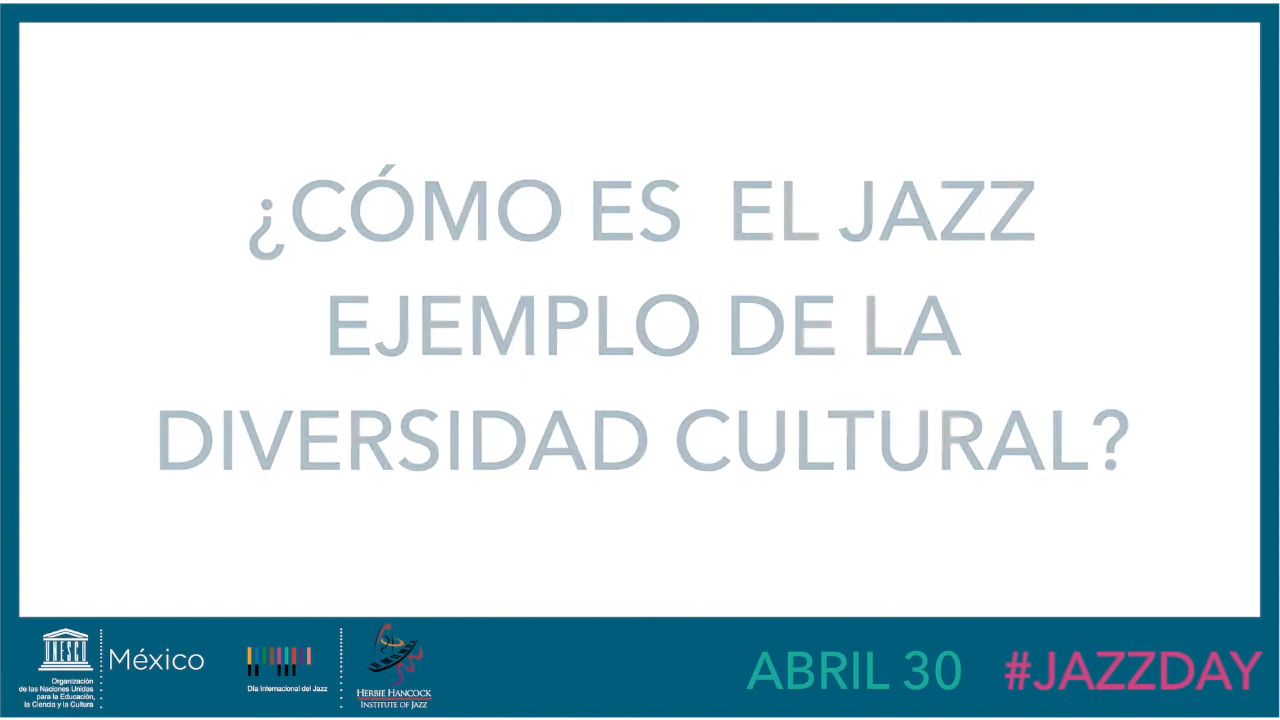 ¿CÓMO ES EL JAZZ
EJEMPLO DE LA
DIVERSIDAD CULTURAL?
UNESCO
México
Organización
de las Naciones Unidas
para la Educación,
la Ciencia y la Cultura
Día Internacional del Jazz
HERBIE HANCOCK
INSTITUTE OF JAZZ
ABRIL 30
#JAZZDAY